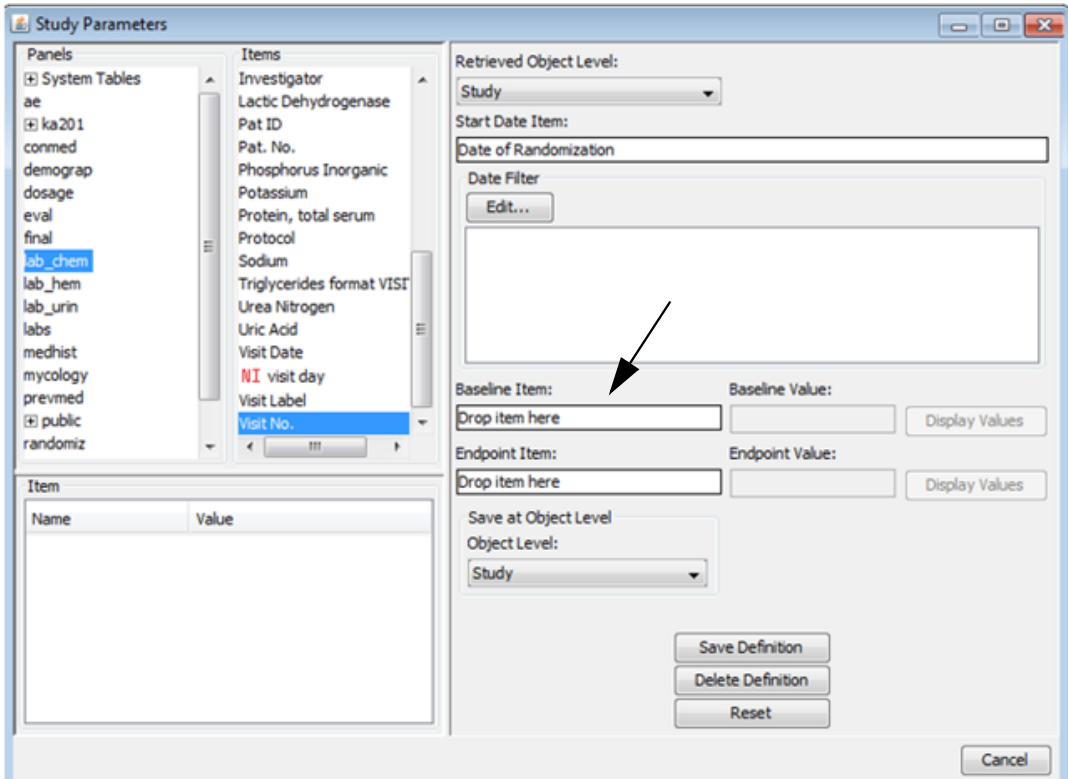 Study Parameters
Panels
System Tables
ae
ka201
conmed
demograp
dosage
eval
final
lab_chem
lab_hem
lab_urin
labs
medhist
mycology
prevmed
public
randomiz
Items
Investigator
Lactic Dehydrogenase
Pat ID
Pat. No.
Phosphorus Inorganic
Potassium
Protein, total serum
Protocol
Sodium
Triglycerides format VISIT
Urea Nitrogen
Uric Acid
Visit Date
NI visit day
Visit Label
Visit No.
Item
Name Value
Retrieved Object Level:
Study
Start Date Item:
Date of Randomization
Date Filter
Edit...
Baseline Item: Baseline Value:
Drop item here Display Values
Endpoint Item: Endpoint Value:
Drop item here Display Values
Save at Object Level
Object Level:
Study
Save Definition
Delete Definition
Reset
Cancel